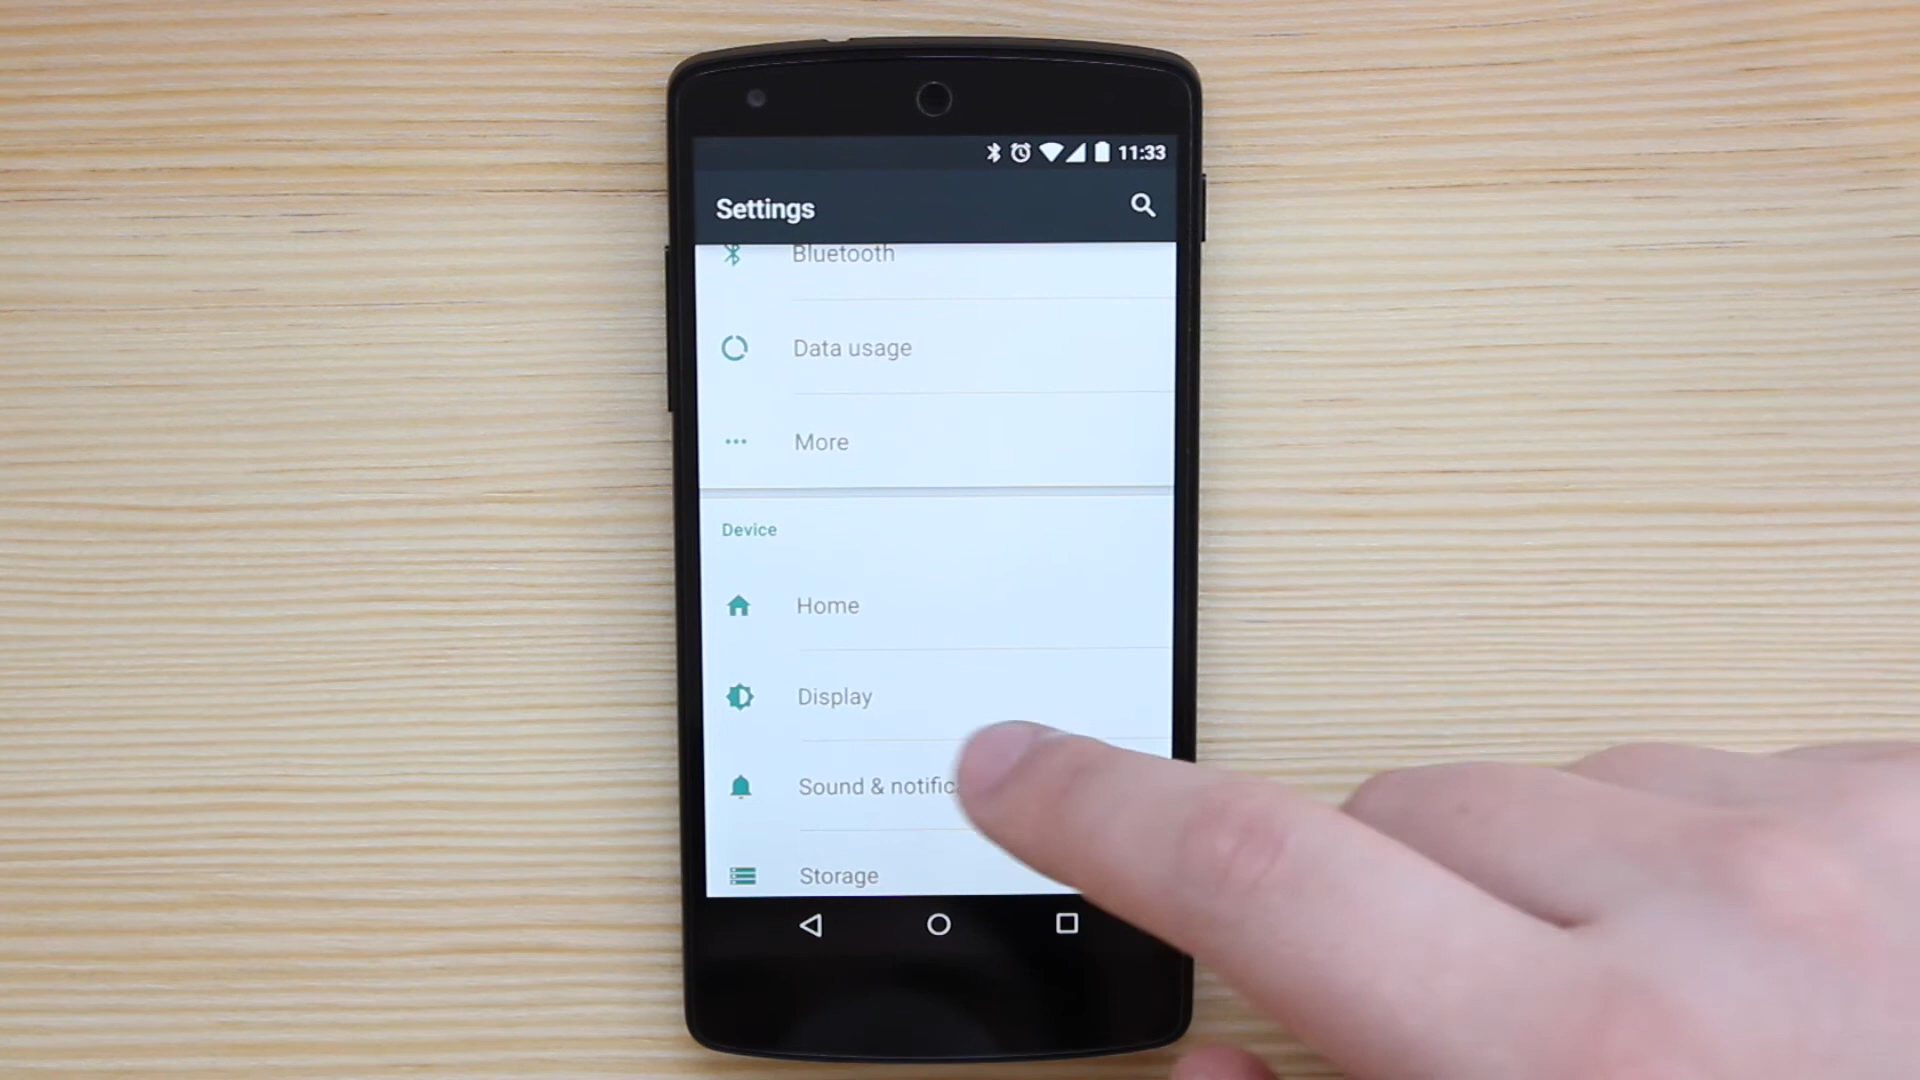 11:33
Settings
Bluetooth
Data usage
More
Device
Home
Display
Sound & notific
Storage